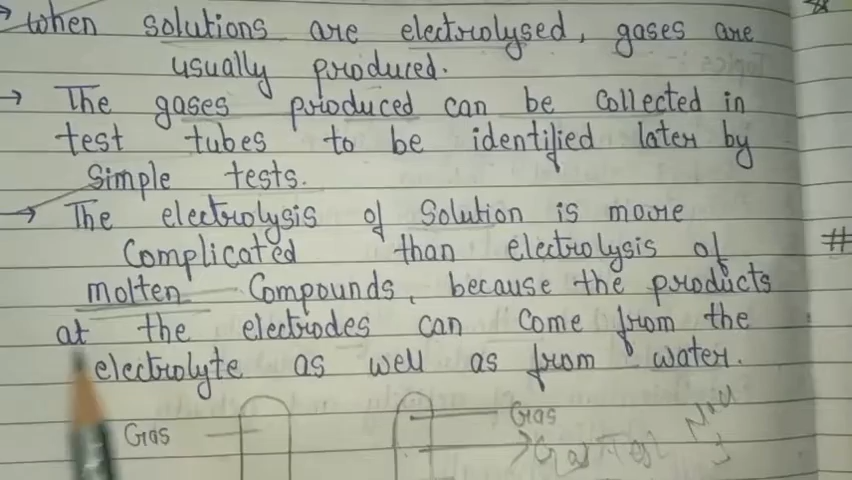 → When solutions are electrolysed, gases are
usually produced.
→ The gases produced can be collected in
test tubes to be identified later by
simple tests.
→ The electrolysis of solution is more
complicated than electrolysis of
molten compounds, because the products
at the electrodes can come from the
electrolyte as well as from water.
#
Gas
Gas